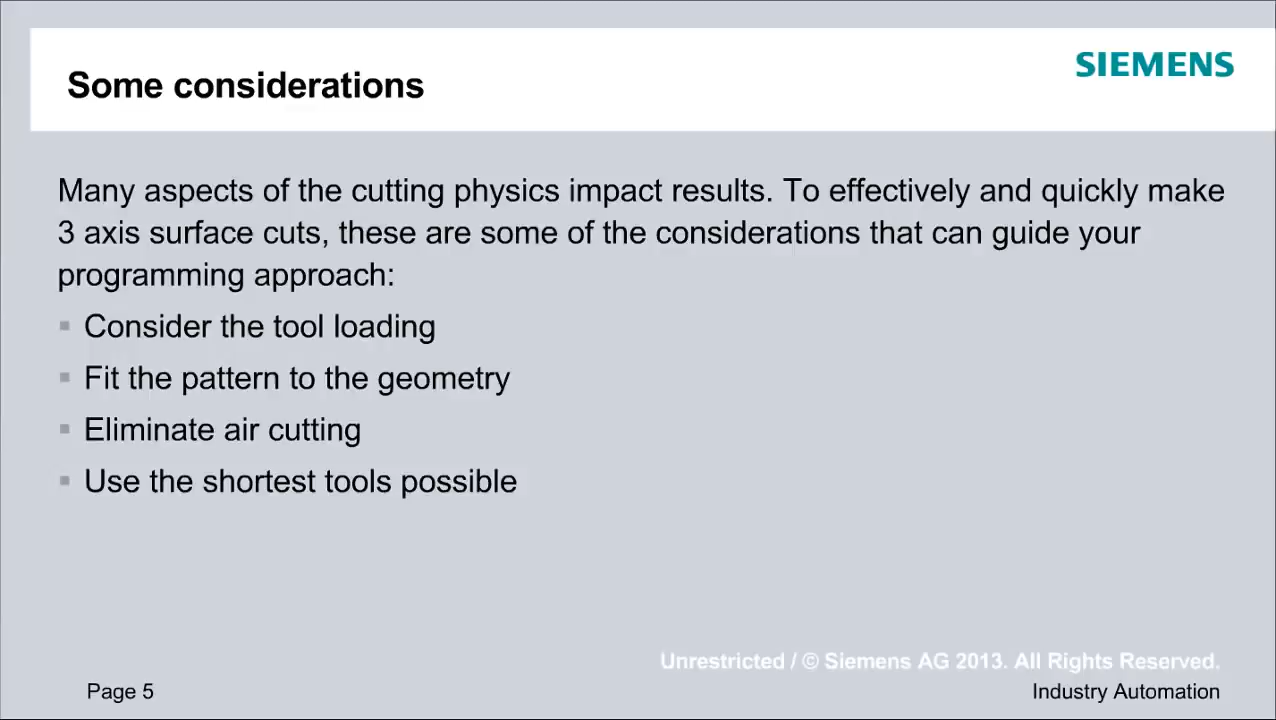 SIEMENS
Some considerations
Many aspects of the cutting physics impact results. To effectively and quickly make
3 axis surface cuts, these are some of the considerations that can guide your
programming approach:
Consider the tool loading
Fit the pattern to the geometry
Eliminate air cutting
Use the shortest tools possible
Unrestricted / © Siemens AG 2013. All Rights Reserved.
Page 5
Industry Automation